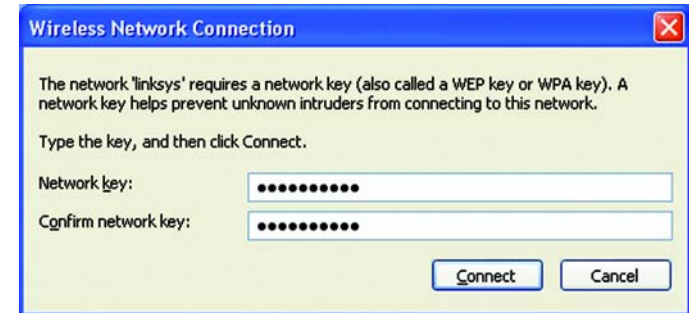 Wireless Network Connection
The network 'linksys' requires a network key (also called a WEP key or WPA key). A
network key helps prevent unknown intruders from connecting to this network.
Type the key, and then click Connect.
Network key: ●●●●●●●●●●
Confirm network key: ●●●●●●●●●●
Connect Cancel